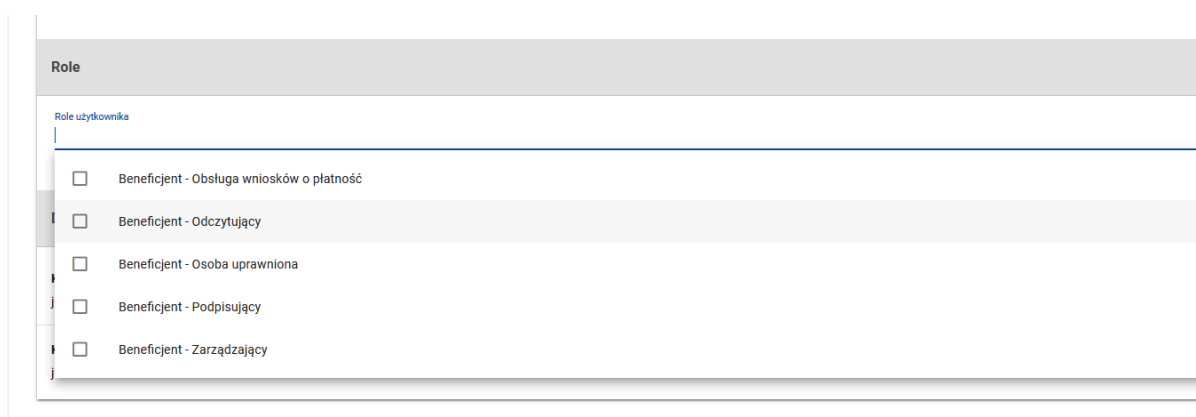 Role
Role użytkownika
Beneficjent - Obsługa wniosków o płatność
Beneficjent - Odczytujący
Beneficjent - Osoba uprawniona
Beneficjent - Podpisujący
Beneficjent - Zarządzający